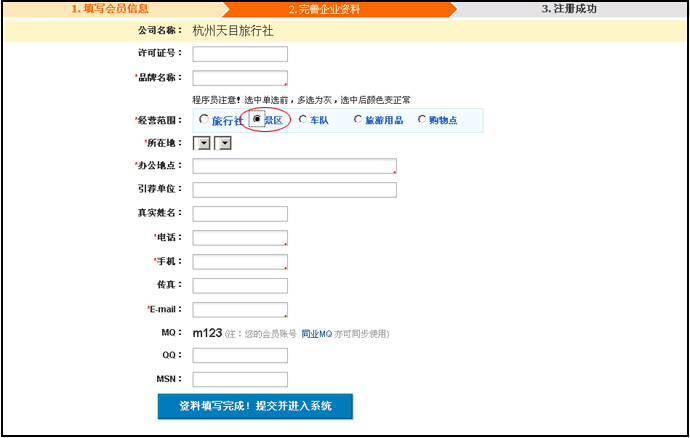 1. 填写会员信息 2. 完善企业资料 3. 注册成功
公司名称： 杭州天目旅行社
许可证号：
*品牌名称：
程序员注意！选中单选前，多选为灰，选中后颜色变正常
*经营范围： 旅行社 景区 车队 旅游用品 购物点
*所在地：
*办公地点：
引荐单位：
真实姓名：
*电话：
*手机：
传真：
*E-mail：
MQ： m123 (注：您的会员账号 同业MQ 亦可同步使用)
QQ：
MSN：
资料填写完成！提交并进入系统